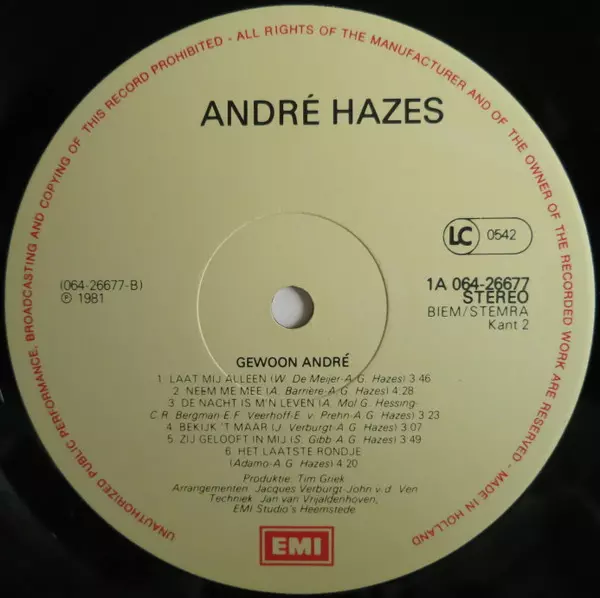 UNAUTHORIZED PUBLIC PERFORMANCE, BROADCASTING AND COPYING OF THIS RECORD PROHIBITED - ALL RIGHTS OF THE MANUFACTURER AND OF THE OWNER OF THE RECORDED WORK ARE RESERVED - MADE IN HOLLAND
ANDRÉ HAZES
LC 0542
(064-26677-B)
℗ 1981
1A 064-26677
STEREO
BIEM/STEMRA
Kant 2
GEWOON ANDRÉ
1. LAAT MIJ ALLEEN (W. De Meijer-A.G. Hazes) 3:46
2. NEEM ME MEE (A. Barrière-A.G. Hazes) 4:28
3. DE NACHT IS M'N LEVEN (A. Mol-G. Hessing-
C.R. Bergman-E.F. Veerhoff-E. v. Prehn-A.G. Hazes) 3:23
4. BEKIJK 'T MAAR (J. Verburgt-A.G. Hazes) 3:07
5. ZIJ GELOOFT IN MIJ (S. Gibb-A.G. Hazes) 3:49
6. HET LAATSTE RONDJE
(Adamo-A.G. Hazes) 4:20
Produktie: Tim Griek
Arrangementen: Jacques Verburgt-John v.d. Ven
Techniek: Jan van Vrijaldenhoven,
EMI Studio's Heemstede
EMI